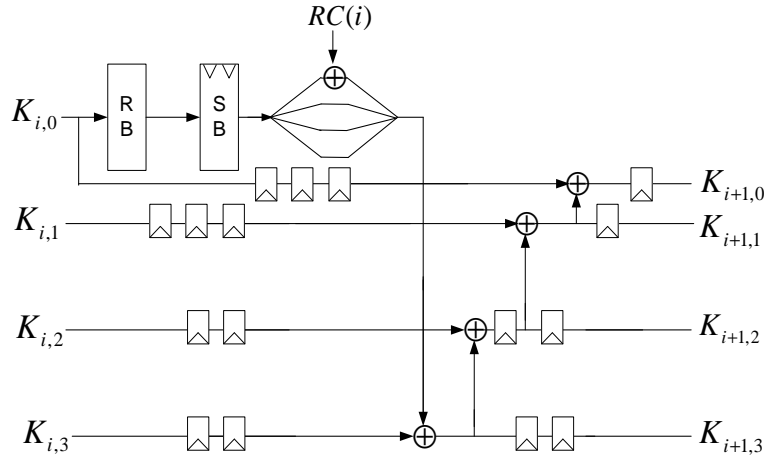 RC(i)
K_{i,0}
R
B
S
B
K_{i+1,0}
K_{i,1}
K_{i+1,1}
K_{i,2}
K_{i+1,2}
K_{i,3}
K_{i+1,3}